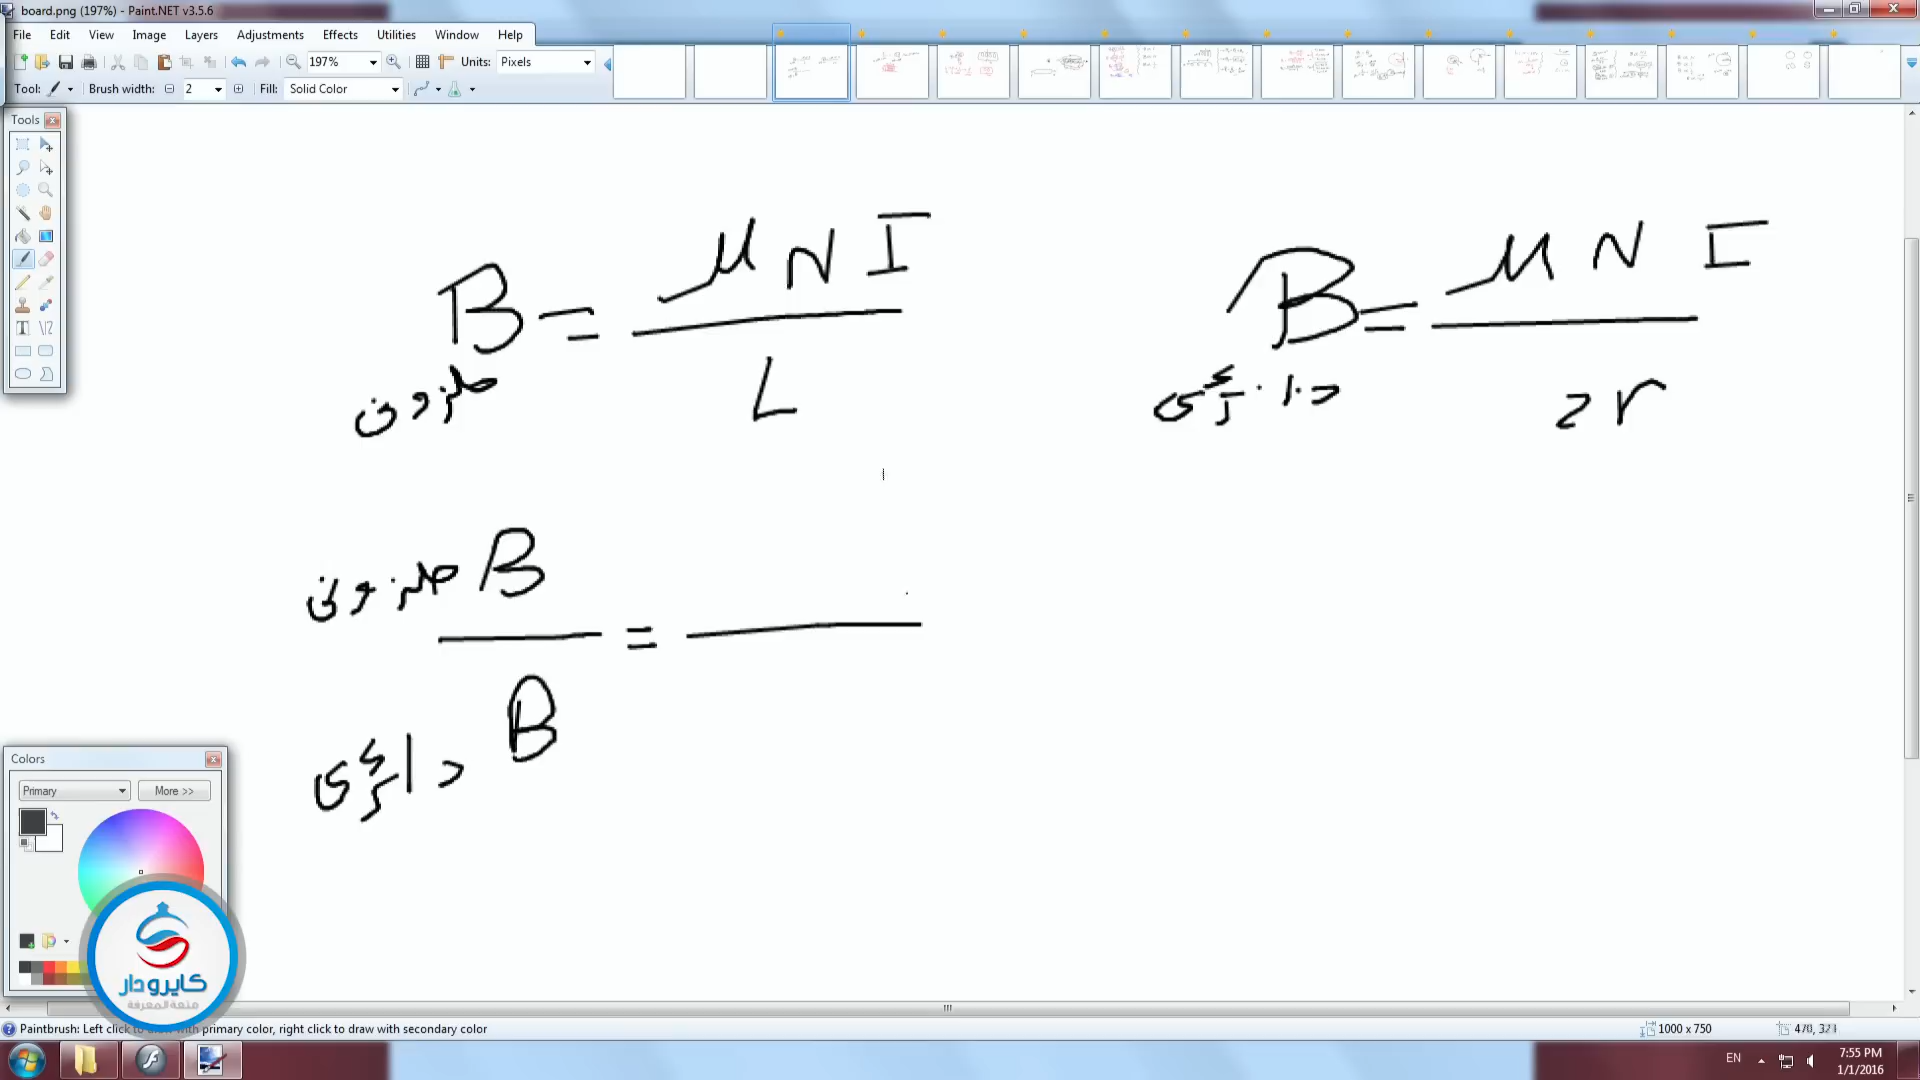 board.png (197%) - Paint.NET v3.5.6
File Edit View Image Layers Adjustments Effects Utilities Window Help
197% Units: Pixels
Tool: Brush width: 2 Fill: Solid Color
Tools
B = μ N I / L
حلزونى
B = μ N I / 2r
دائرى
حلزونى B
=
دائرى B
Colors
Primary More >>
كايرودار
متعة المعرفة
Paintbrush: Left click to draw with primary color, right click to draw with secondary color
1000 x 750
EN
7:55 PM
1/1/2016